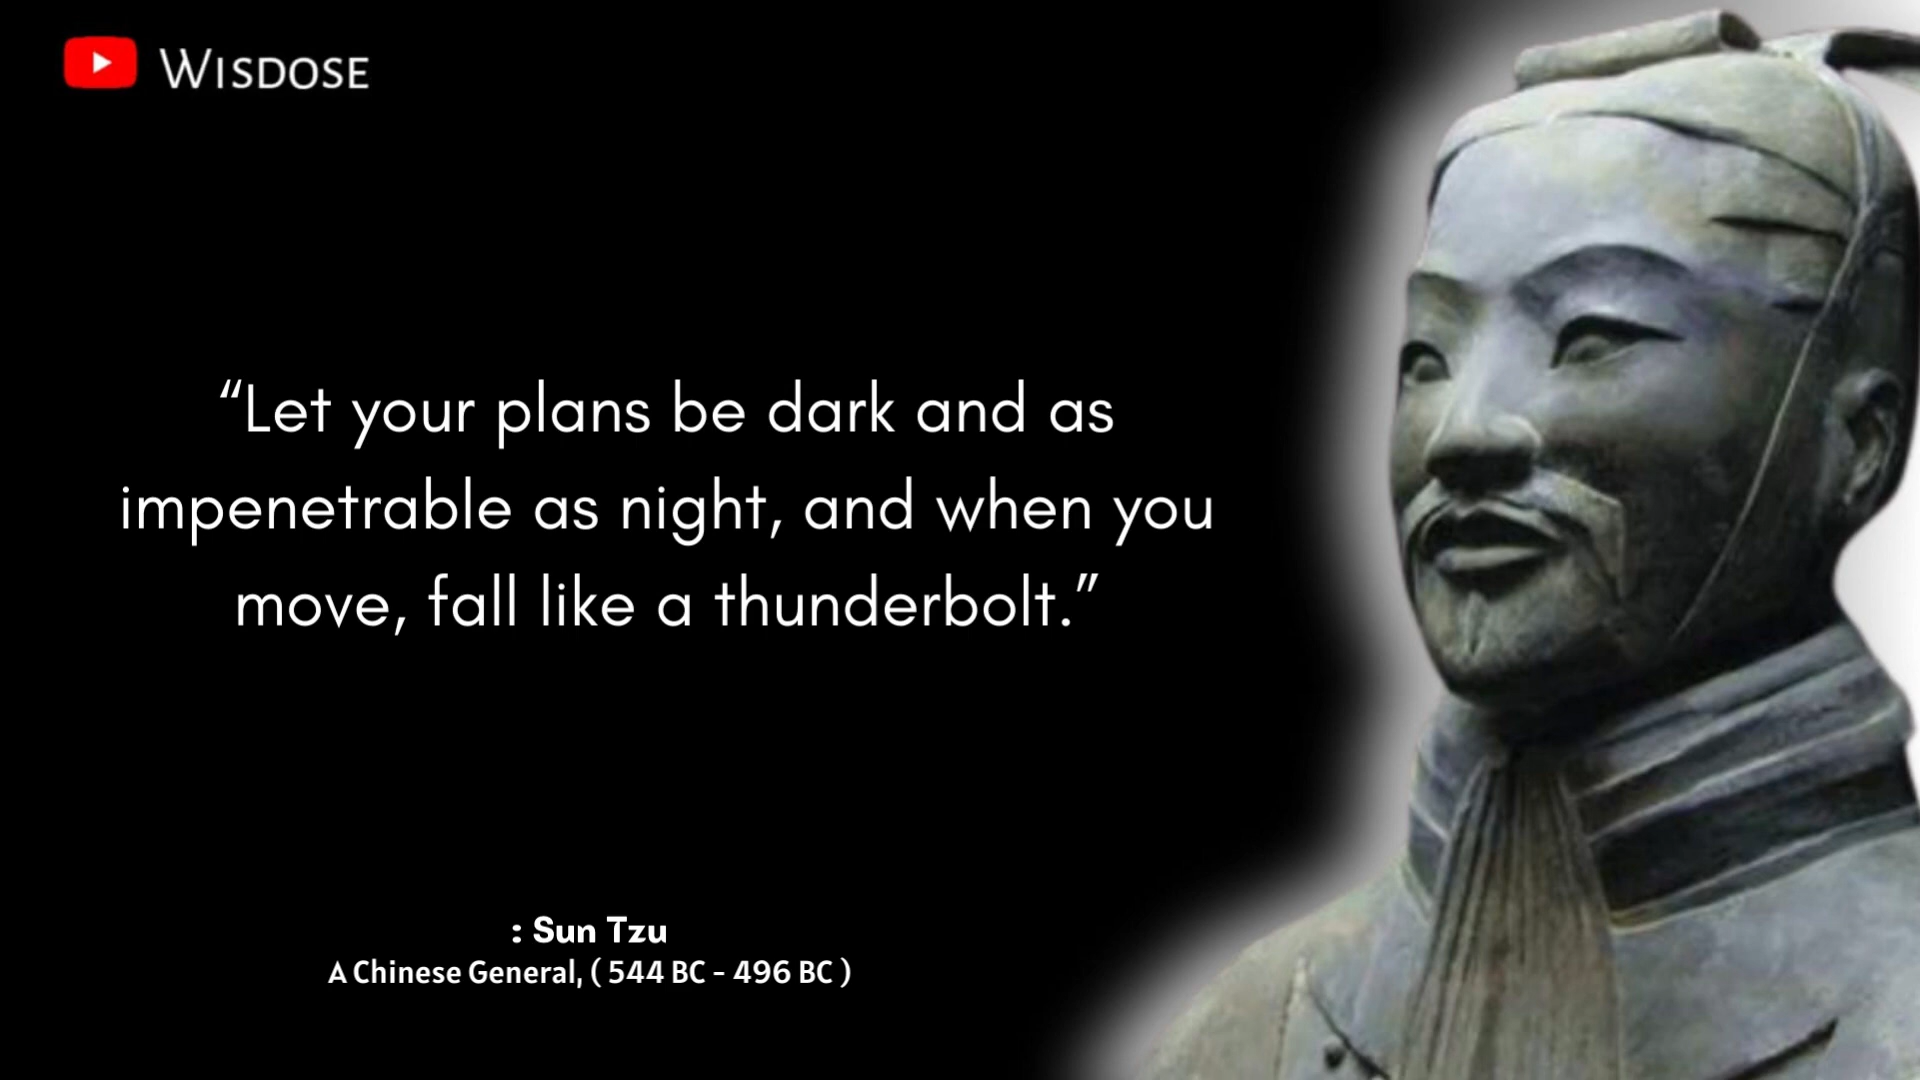 WISDOSE
“Let your plans be dark and as
impenetrable as night, and when you
move, fall like a thunderbolt.”
: Sun Tzu
A Chinese General, ( 544 BC - 496 BC )